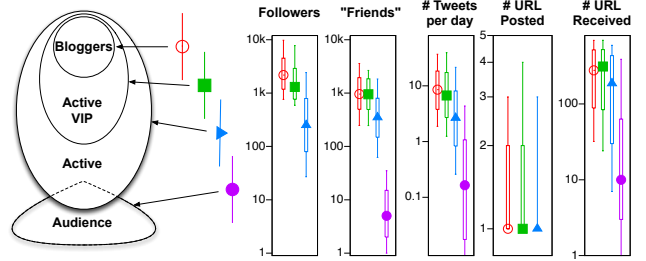 Bloggers
Active
VIP
Active
Audience
Followers
10k
1k
100
1
"Friends"
10k
1k
100
10
1
# Tweets
per day
10
1
0.1
# URL
Posted
5
4
3
2
1
# URL
Received
100
10
1